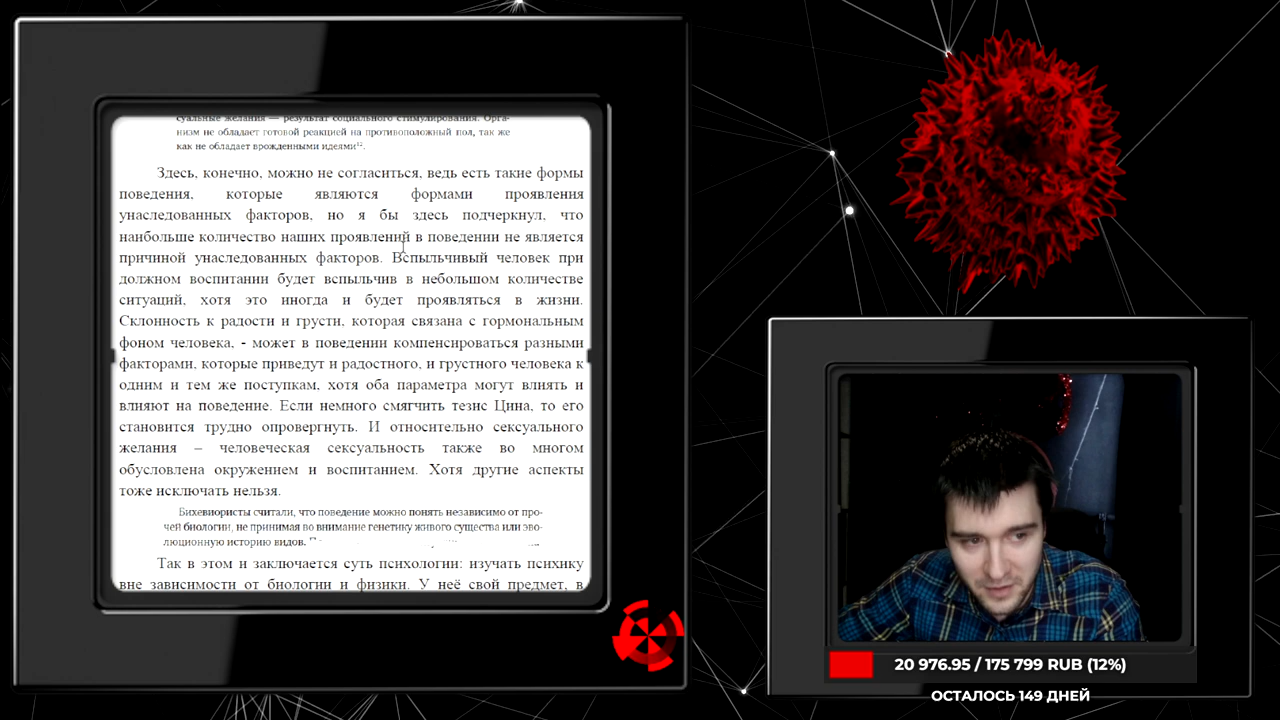 суальные желания — результат социального стимулирования. Орга-
низм не обладает готовой реакцией на противоположный пол, так же
как не обладает врожденными идеями¹².
Здесь, конечно, можно не согласиться, ведь есть такие формы
поведения, которые являются формами проявления
унаследованных факторов, но я бы здесь подчеркнул, что
наибольше количество наших проявлений в поведении не является
причиной унаследованных факторов. Вспыльчивый человек при
должном воспитании будет вспыльчив в небольшом количестве
ситуаций, хотя это иногда и будет проявляться в жизни.
Склонность к радости и грусти, которая связана с гормональным
фоном человека, - может в поведении компенсироваться разными
факторами, которые приведут и радостного, и грустного человека к
одним и тем же поступкам, хотя оба параметра могут влиять и
влияют на поведение. Если немного смягчить тезис Цина, то его
становится трудно опровергнуть. И относительно сексуального
желания – человеческая сексуальность также во многом
обусловлена окружением и воспитанием. Хотя другие аспекты
тоже исключать нельзя.
Бихевиористы считали, что поведение можно понять независимо от про-
чей биологии, не принимая во внимание генетику живого существа или эво-
люционную историю видов.
Так в этом и заключается суть психологии: изучать психику
вне зависимости от биологии и физики. У неё свой предмет, в
20 976.95 / 175 799 RUB (12%)
ОСТАЛОСЬ 149 ДНЕЙ